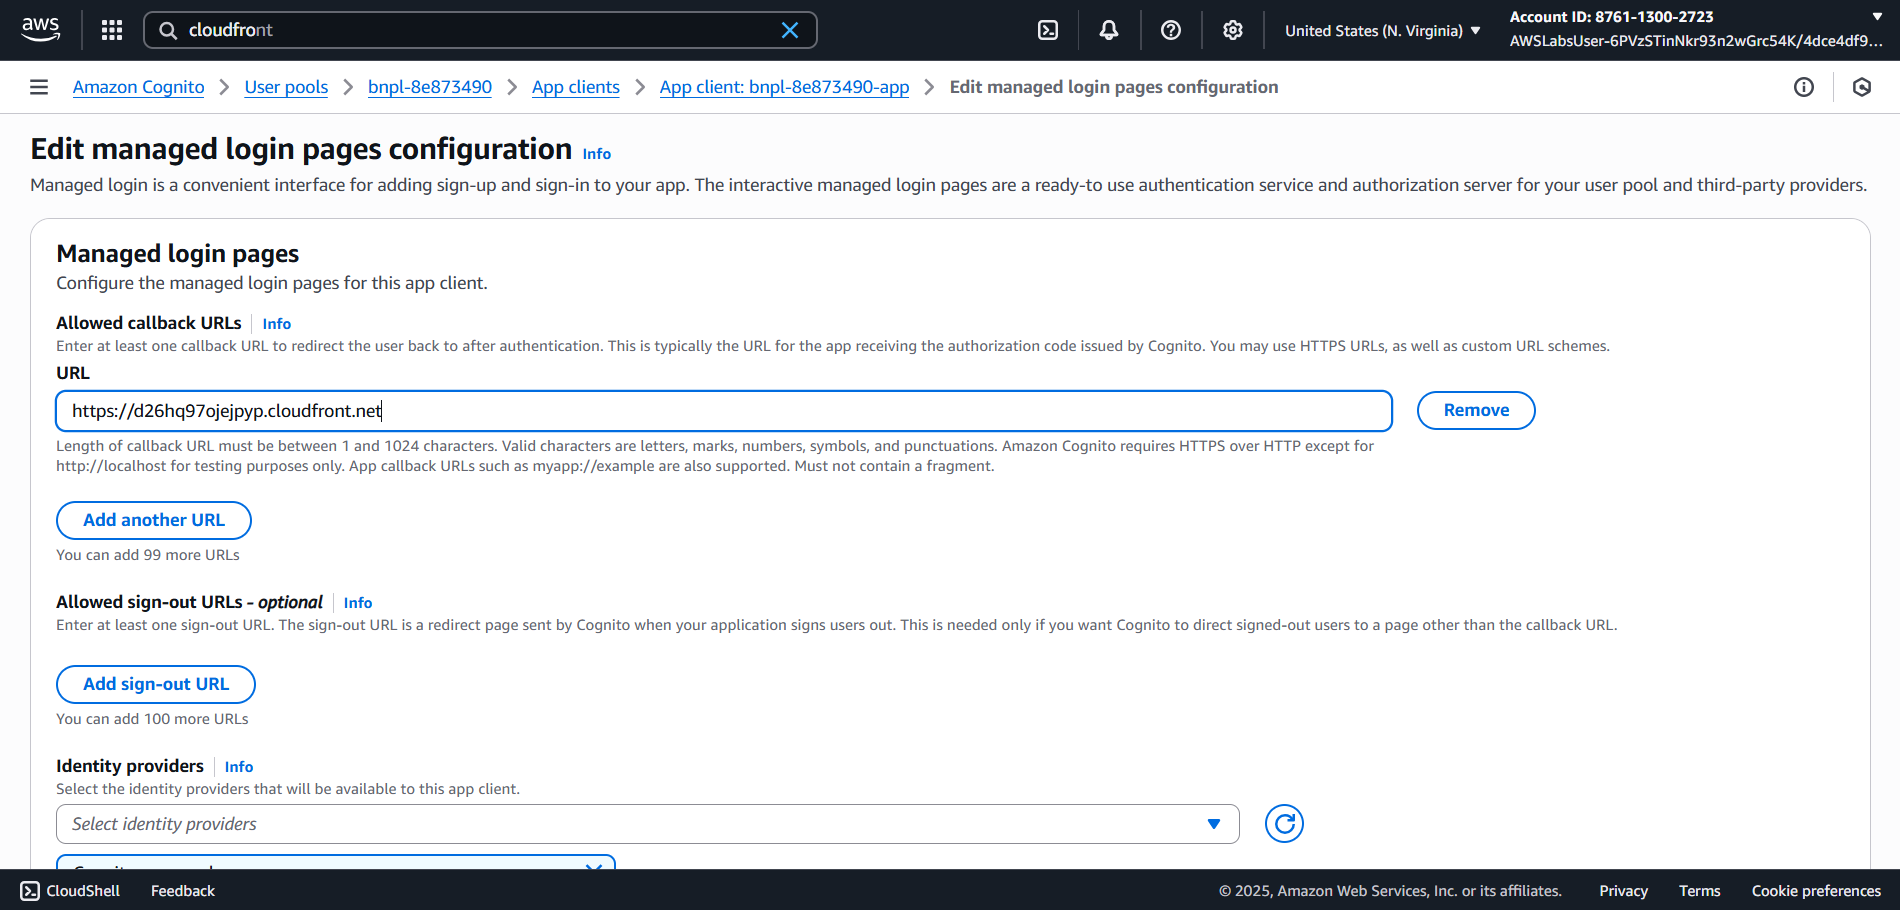 aws
cloudfront
United States (N. Virginia)
Account ID: 8761-1300-2723
AWSLabsUser-6PVzSTinNkr93n2wGrc54K/4dce4df9...
Amazon Cognito
User pools
bnpl-8e873490
App clients
App client: bnpl-8e873490-app
Edit managed login pages configuration
Edit managed login pages configuration Info
Managed login is a convenient interface for adding sign-up and sign-in to your app. The interactive managed login pages are a ready-to use authentication service and authorization server for your user pool and third-party providers.
Managed login pages
Configure the managed login pages for this app client.
Allowed callback URLs Info
Enter at least one callback URL to redirect the user back to after authentication. This is typically the URL for the app receiving the authorization code issued by Cognito. You may use HTTPS URLs, as well as custom URL schemes.
URL
https://d26hq97ojejpyp.cloudfront.net
Remove
Length of callback URL must be between 1 and 1024 characters. Valid characters are letters, marks, numbers, symbols, and punctuations. Amazon Cognito requires HTTPS over HTTP except for
http://localhost for testing purposes only. App callback URLs such as myapp://example are also supported. Must not contain a fragment.
Add another URL
You can add 99 more URLs
Allowed sign-out URLs - optional Info
Enter at least one sign-out URL. The sign-out URL is a redirect page sent by Cognito when your application signs users out. This is needed only if you want Cognito to direct signed-out users to a page other than the callback URL.
Add sign-out URL
You can add 100 more URLs
Identity providers Info
Select the identity providers that will be available to this app client.
Select identity providers
CloudShell
Feedback
© 2025, Amazon Web Services, Inc. or its affiliates.
Privacy
Terms
Cookie preferences